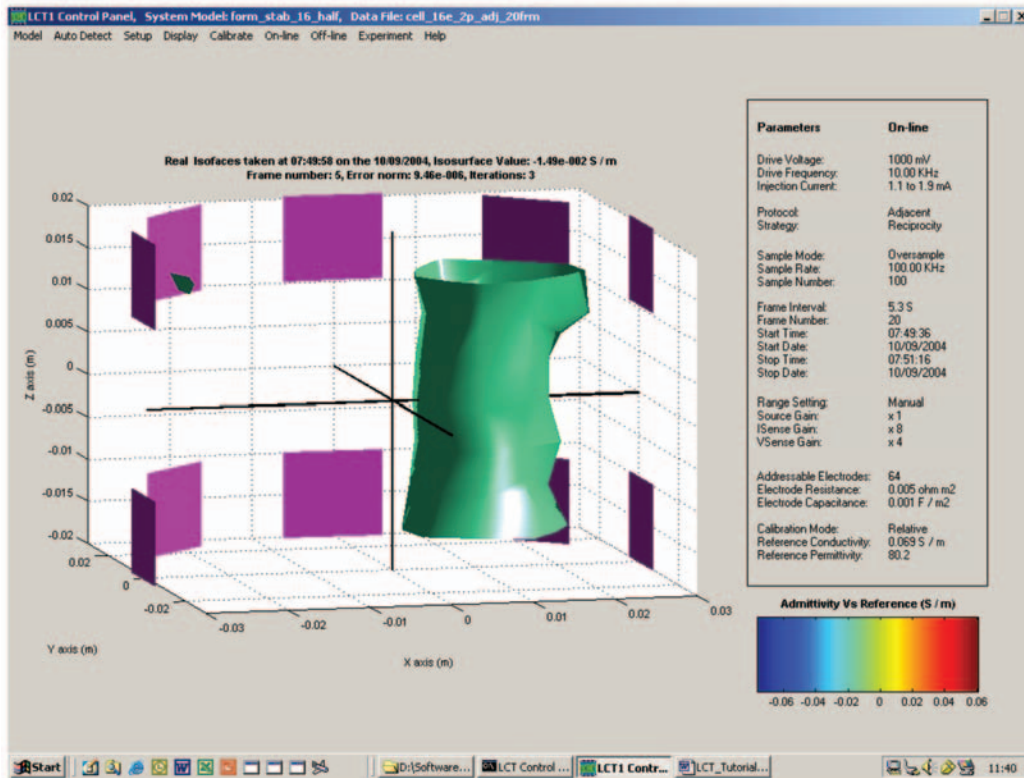 LCT1 Control Panel, System Model: form_stab_16_half, Data File: cell_16e_2p_adj_20frm
Model Auto Detect Setup Display Calibrate On-line Off-line Experiment Help
Real Isofaces taken at 07:49:58 on the 10/09/2004, Isosurface Value: -1.49e-002 S / m
Frame number: 5, Error norm: 9.46e-006, Iterations: 3
0.02
0.015
0.01
0.005
0
-0.005
-0.01
-0.015
-0.02
Z axis (m)
0.02
0
-0.02
Y axis (m)
-0.03
-0.02
-0.01
0
0.01
0.02
0.03
X axis (m)
Parameters On-line
Drive Voltage: 1000 mV
Drive Frequency: 10.00 KHz
Injection Current: 1.1 to 1.9 mA
Protocol: Adjacent
Strategy: Reciprocity
Sample Mode: Oversample
Sample Rate: 100.00 KHz
Sample Number: 100
Frame Interval: 5.3 S
Frame Number: 20
Start Time: 07:49:36
Start Date: 10/09/2004
Stop Time: 07:51:16
Stop Date: 10/09/2004
Range Setting: Manual
Source Gain: x 1
ISense Gain: x 8
VSense Gain: x 4
Addressable Electrodes: 64
Electrode Resistance: 0.005 ohm m2
Electrode Capacitance: 0.001 F / m2
Calibration Mode: Relative
Reference Conductivity: 0.069 S / m
Reference Permittivity: 80.2
Admittivity Vs Reference (S / m)
-0.06 -0.04 -0.02 0 0.02 0.04 0.06
Start D:\Software... LCT Control ... LCT1 Contr... LCT_Tutorial... 11:40